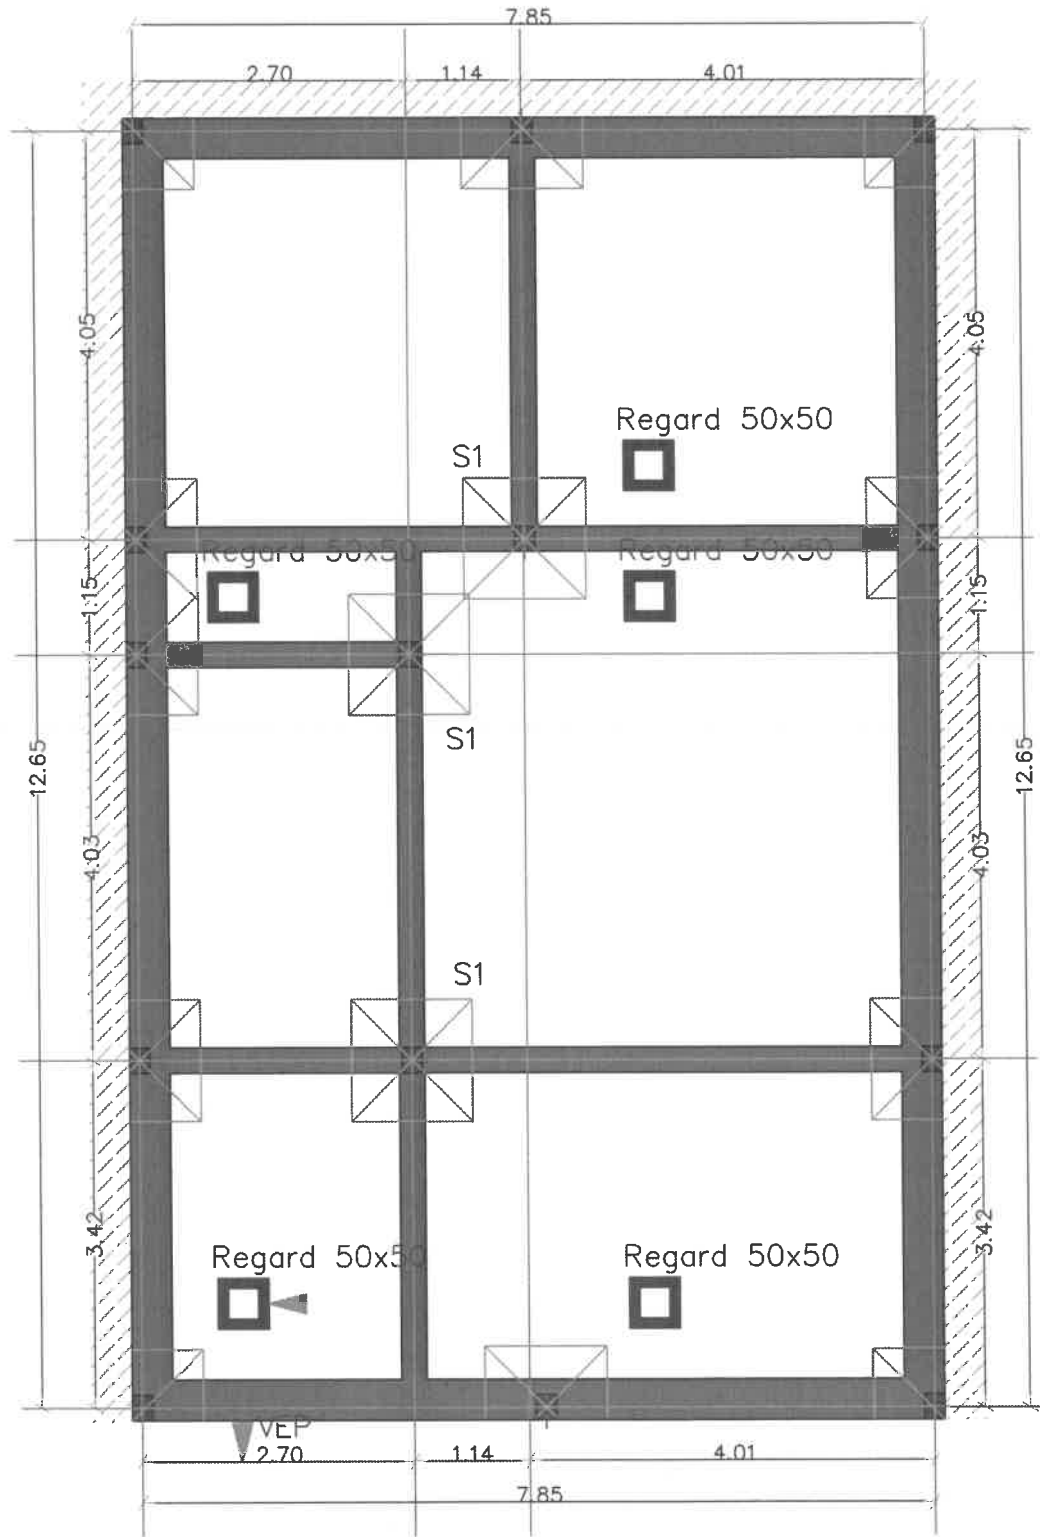 7.85
2.70 1.14 4.01
4.05 4.05
Regard 50x50
S1
Regard 50x50 Regard 50x50
1.15 1.15
S1
12.65 12.65
4.03 4.03
S1
3.42 3.42
Regard 50x50 Regard 50x50
VEP
2.70 1.14 4.01
7.85